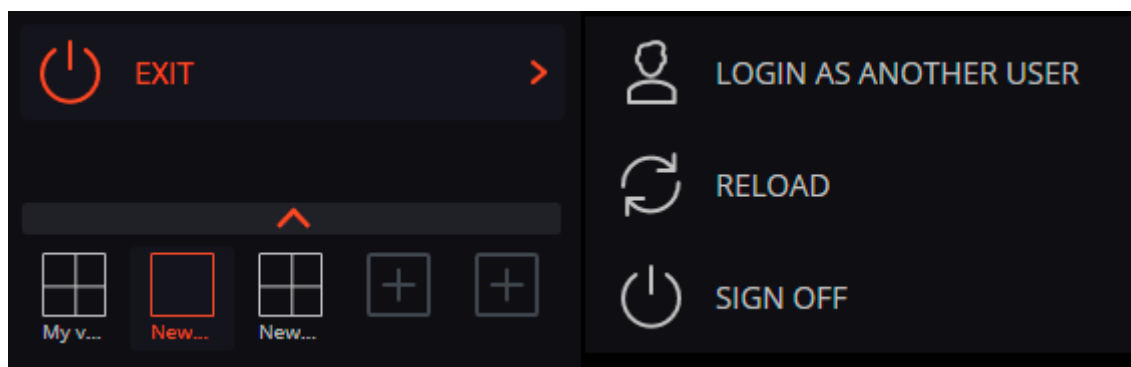 EXIT
My v...
New...
New...
LOGIN AS ANOTHER USER
RELOAD
SIGN OFF